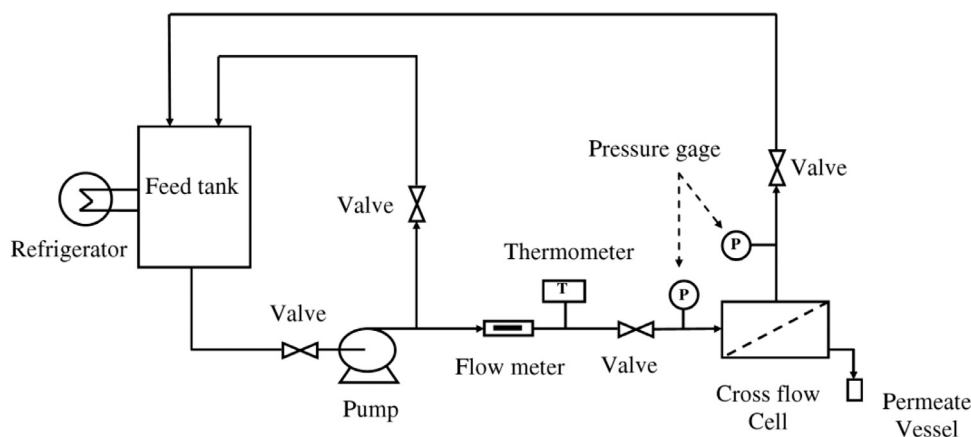 Pressure gage
Valve
Feed tank
Valve
Refrigerator
P
Thermometer
T
P
Valve
Flow meter
Valve
Pump
Cross flow
Cell
Permeate
Vessel